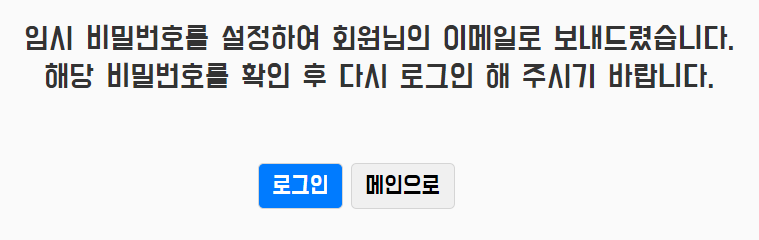 임시 비밀번호를 설정하여 회원님의 이메일로 보내드렸습니다.
해당 비밀번호를 확인 후 다시 로그인 해 주시기 바랍니다.
로그인 메인으로